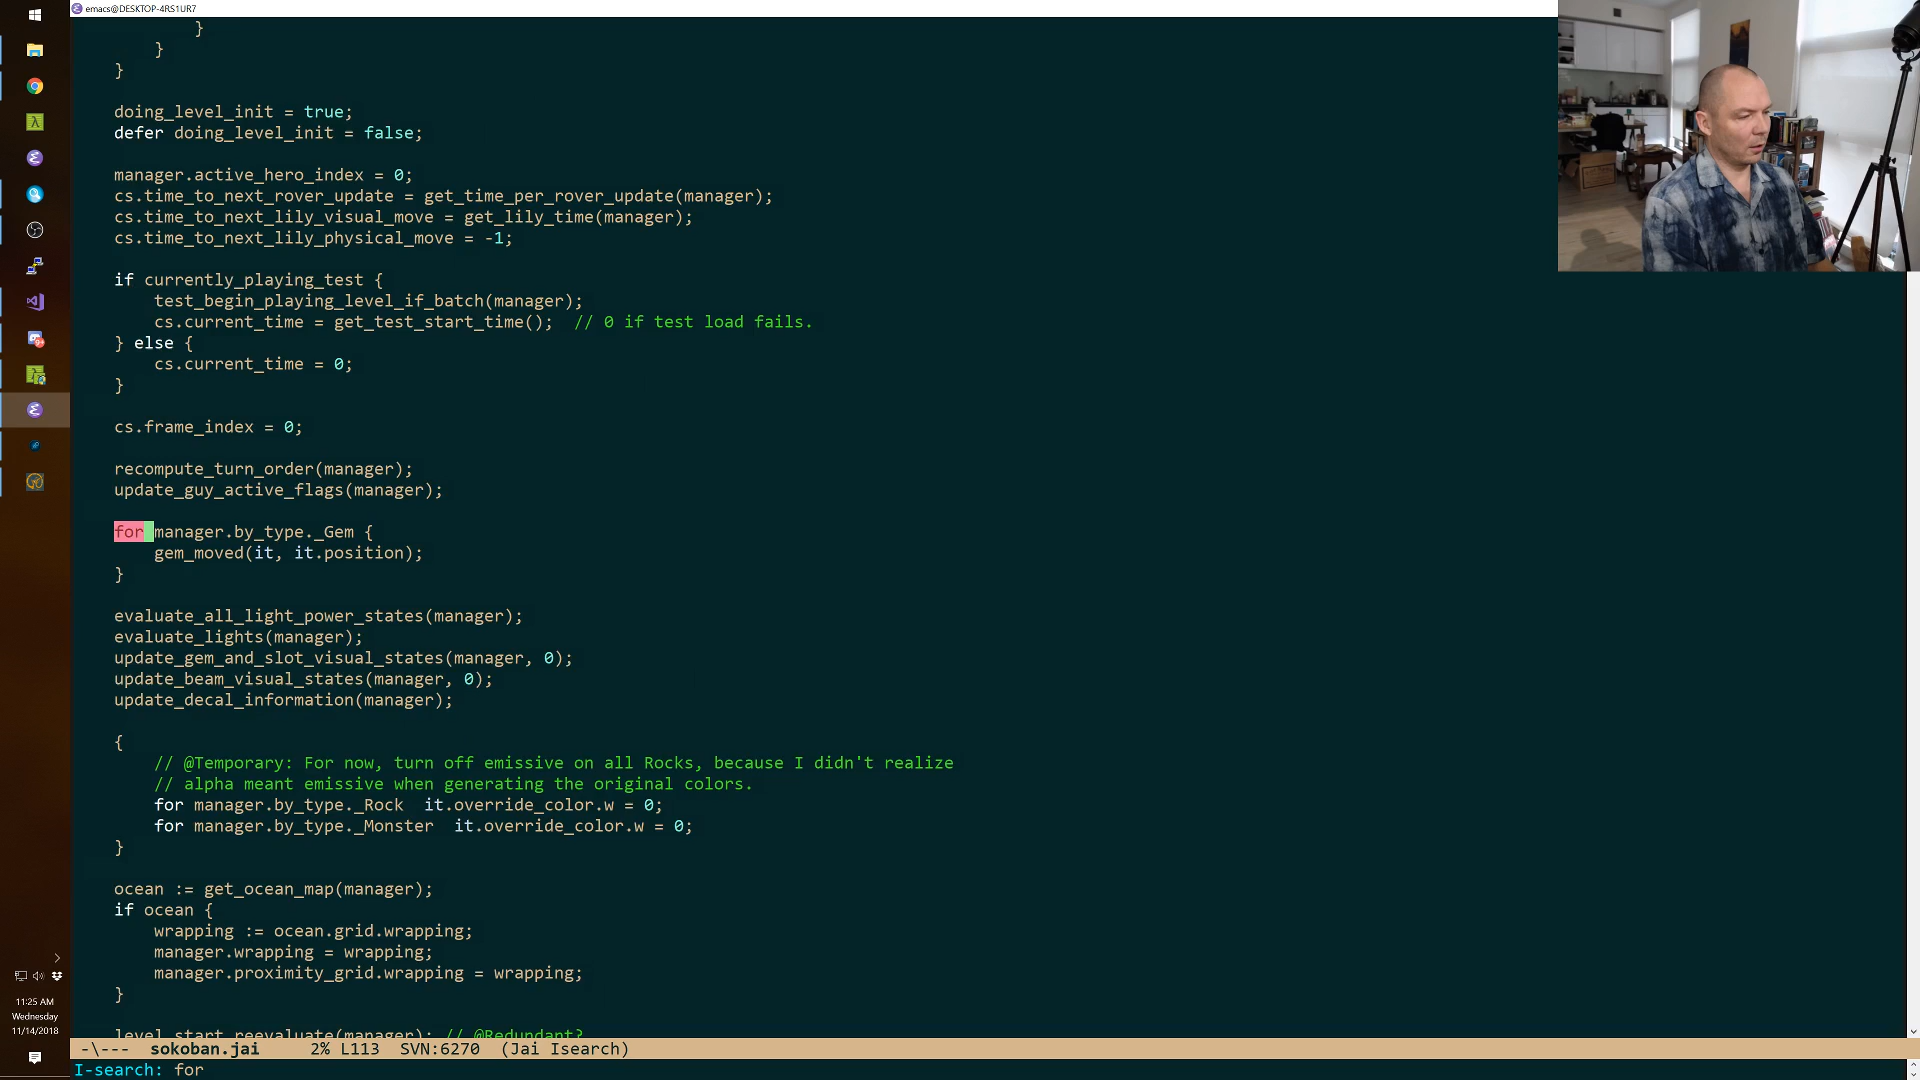 emacs@DESKTOP-4RS1UR7
}
}
}
doing_level_init = true;
defer doing_level_init = false;
manager.active_hero_index = 0;
cs.time_to_next_rover_update = get_time_per_rover_update(manager);
cs.time_to_next_lily_visual_move = get_lily_time(manager);
cs.time_to_next_lily_physical_move = -1;
if currently_playing_test {
test_begin_playing_level_if_batch(manager);
cs.current_time = get_test_start_time();  // 0 if test load fails.
} else {
cs.current_time = 0;
}
cs.frame_index = 0;
recompute_turn_order(manager);
update_guy_active_flags(manager);
for manager.by_type._Gem {
gem_moved(it, it.position);
}
evaluate_all_light_power_states(manager);
evaluate_lights(manager);
update_gem_and_slot_visual_states(manager, 0);
update_beam_visual_states(manager, 0);
update_decal_information(manager);
{
// @Temporary: For now, turn off emissive on all Rocks, because I didn't realize
// alpha meant emissive when generating the original colors.
for manager.by_type._Rock  it.override_color.w = 0;
for manager.by_type._Monster  it.override_color.w = 0;
}
ocean := get_ocean_map(manager);
if ocean {
wrapping := ocean.grid.wrapping;
manager.wrapping = wrapping;
manager.proximity_grid.wrapping = wrapping;
}
level_start_reevaluate(manager); // @Redundant?
-\---  sokoban.jai     2% L113  SVN:6270  (Jai Isearch)
I-search: for
11:25 AM
Wednesday
11/14/2018